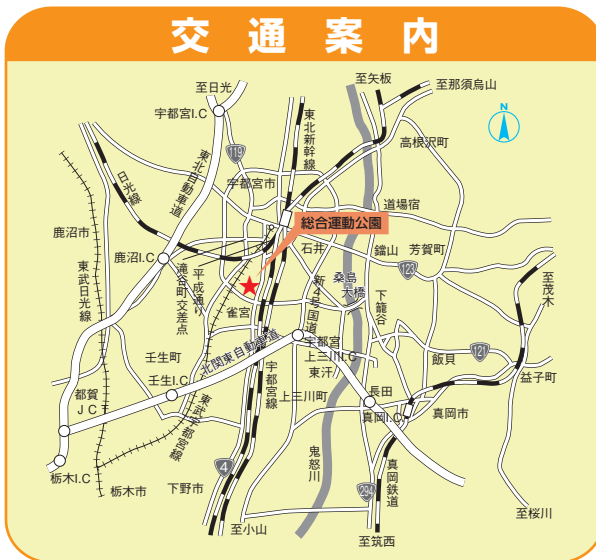 交通案内
至日光
至矢板
至那須烏山
N
宇都宮I.C
東北新幹線
119
高根沢町
東北自動車道
日光線
宇都宮市
道場宿
総合運動公園
鹿沼市
石井
鐺山
芳賀町
鹿沼I.C
123
東武日光線
滝谷町交差点
平成通り
新4号国道
桑島大橋
至茂木
雀宮
下籠谷
宇都宮上三川I.C
北関東自動車道
飯貝
121
壬生町
東汗
益子町
壬生I.C
都賀JCT
宇都宮線
上三川町
長田
真岡I.C
真岡市
東武宇都宮線
鬼怒川
真岡鉄道
4
栃木I.C
栃木市
下野市
294
至小山
至桜川
至筑西